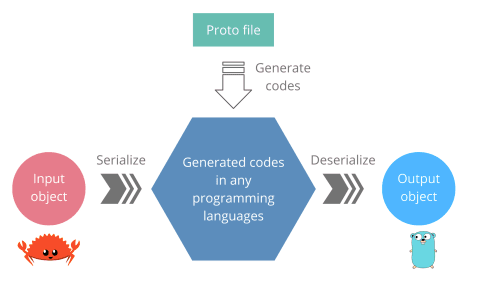 Proto file
Generate
codes
Serialize
Deserialize
Input
object
Generated codes
in any
programming
languages
Output
object